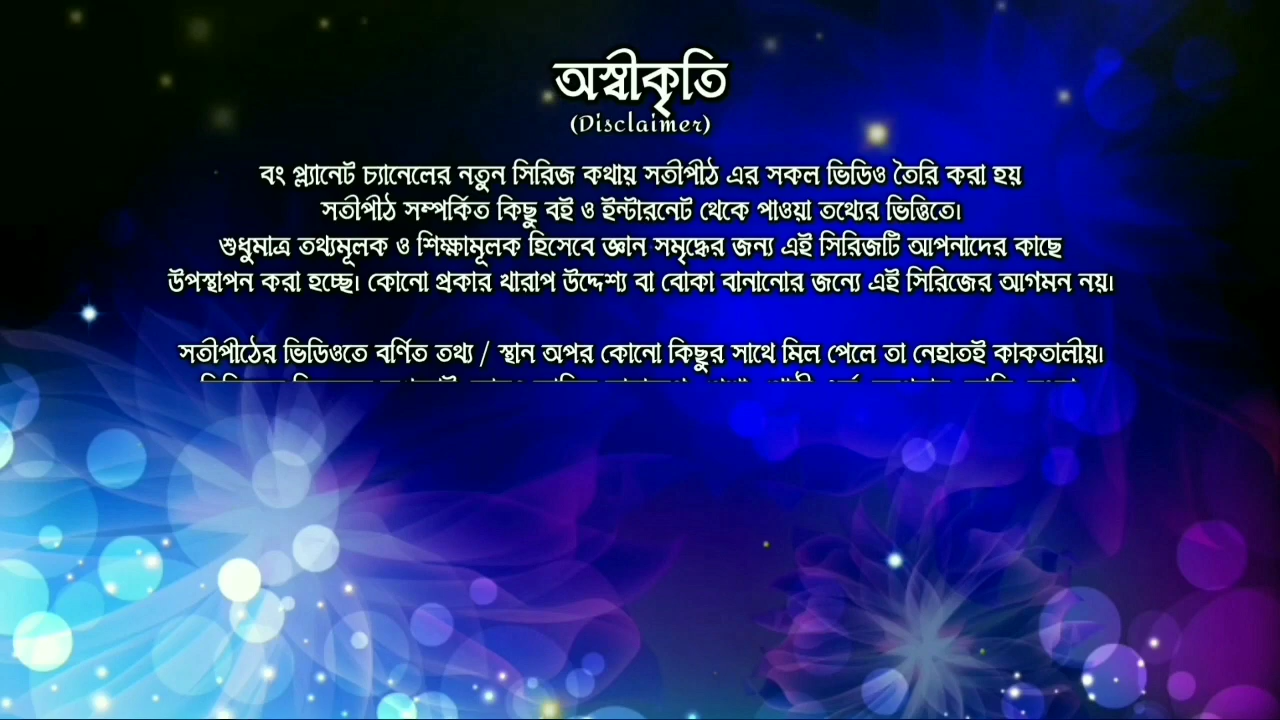 অস্বীকৃতি
(Disclaimer)
বং প্ল্যানেট চ্যানেলের নতুন সিরিজ কথায় সতীপীঠ এর সকল ভিডিও তৈরি করা হয়
সতীপীঠ সম্পর্কিত কিছু বই ও ইন্টারনেট থেকে পাওয়া তথ্যের ভিত্তিতে।
শুধুমাত্র তথ্যমূলক ও শিক্ষামূলক হিসেবে জ্ঞান সমৃদ্ধের জন্য এই সিরিজটি আপনাদের কাছে
উপস্থাপন করা হচ্ছে। কোনো প্রকার খারাপ উদ্দেশ্য বা বোকা বানানোর জন্যে এই সিরিজের আগমন নয়।
সতীপীঠের ভিডিওতে বর্ণিত তথ্য / স্থান অপর কোনো কিছুর সাথে মিল পেলে তা নেহাতই কাকতালীয়।